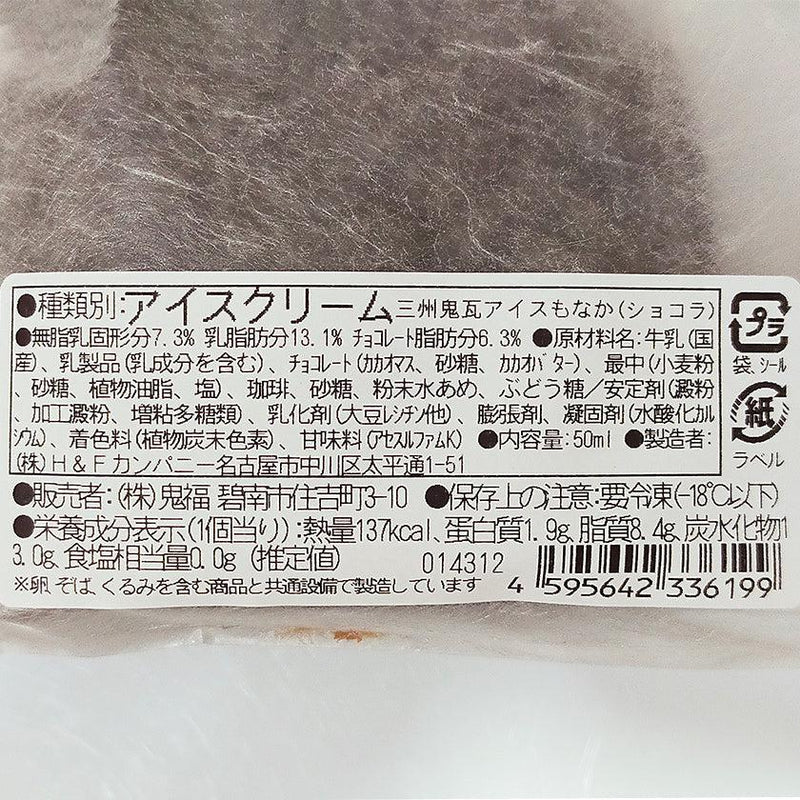 ●種類別:アイスクリーム三州鬼瓦アイスもなか(ショコラ)
●無脂乳固形分7.3% 乳脂肪分13.1% チョコレート脂肪分6.3% ●原材料名:牛乳(国
産)、乳製品(乳成分を含む)、チョコレート(カカオマス、砂糖、カカオバター)、最中(小麦粉
、砂糖、植物油脂、塩)、珈琲、砂糖、粉末水あめ、ぶどう糖/安定剤(澱粉
、加工澱粉、増粘多糖類)、乳化剤(大豆レシチン他)、膨張剤、凝固剤(水酸化カル
シウム)、着色料(植物炭末色素)、甘味料(アセスルファムK) ●内容量:50ml ●製造者:
(株)H&Fカンパニー名古屋市中川区太平通1-51
●販売者:(株)鬼福 碧南市住吉町3-10 ●保存上の注意:要冷凍(-18℃以下)
●栄養成分表示(1個当り):熱量137kcal、蛋白質1.9g、脂質8.4g、炭水化物1
3.0g、食塩相当量0.0g(推定値) 014312
※卵、そば、くるみを含む商品と共通設備で製造しています
4 595642 336199
プラ
袋、シール
紙
ラベル